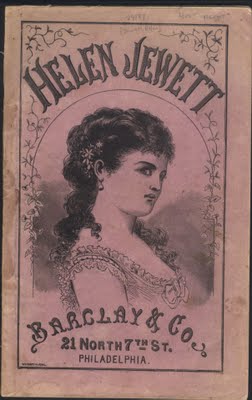 HELEN JEWETT
BARCLAY & CO.
21 NORTH 7TH ST.
PHILADELPHIA.